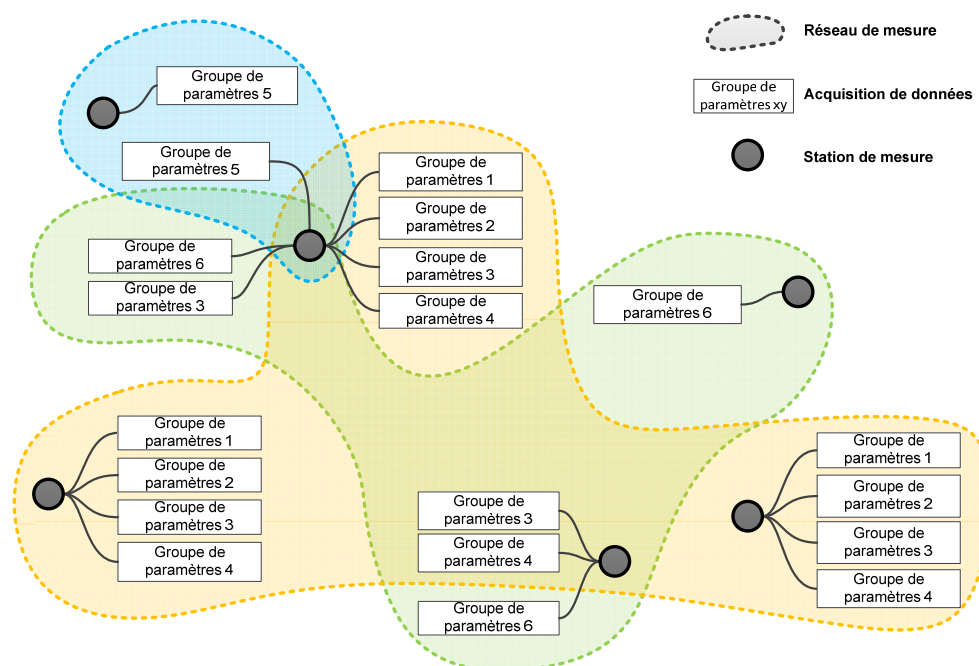 Réseau de mesure
Groupe de
paramètres xy
Acquisition de données
Station de mesure
Groupe de
paramètres 5
Groupe de
paramètres 5
Groupe de
paramètres 1
Groupe de
paramètres 2
Groupe de
paramètres 3
Groupe de
paramètres 4
Groupe de
paramètres 6
Groupe de
paramètres 3
Groupe de
paramètres 6
Groupe de
paramètres 1
Groupe de
paramètres 2
Groupe de
paramètres 3
Groupe de
paramètres 4
Groupe de
paramètres 3
Groupe de
paramètres 4
Groupe de
paramètres 6
Groupe de
paramètres 1
Groupe de
paramètres 2
Groupe de
paramètres 3
Groupe de
paramètres 4